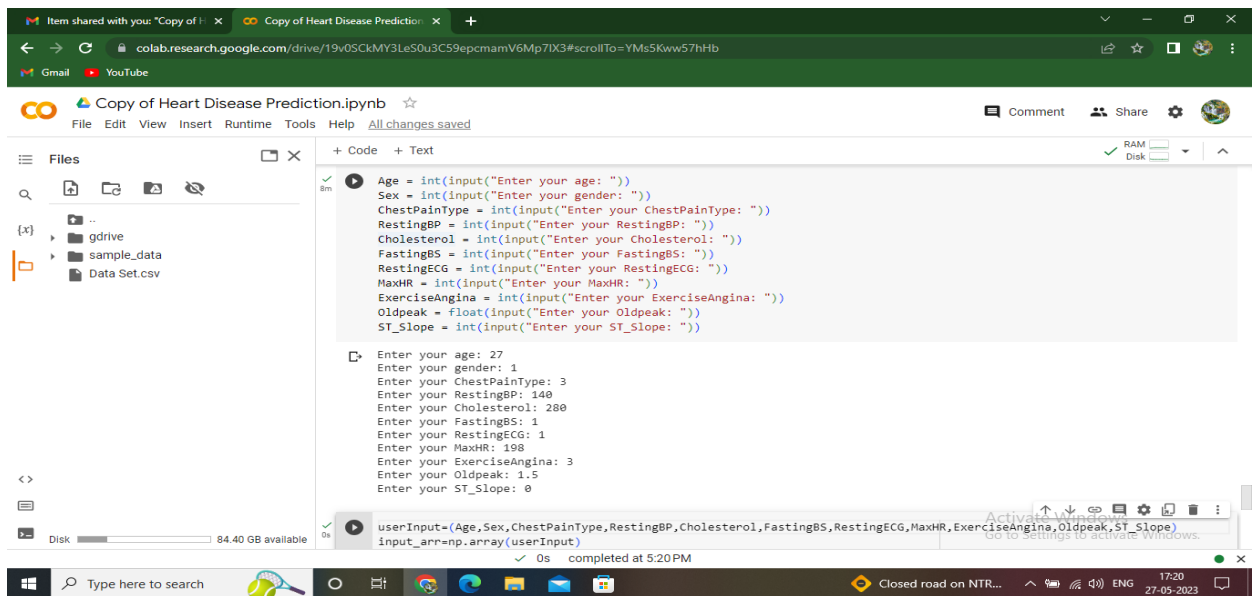 Item shared with you: "Copy of H
Copy of Heart Disease Prediction
colab.research.google.com/drive/19v0SCkMY3LeS0u3C59epcmamV6Mp7lX3#scrollTo=YMs5Kww57hHb
Gmail YouTube
CO Copy of Heart Disease Prediction.ipynb
Comment Share
File Edit View Insert Runtime Tools Help All changes saved
Files
+ Code + Text
RAM
Disk
8m
Age = int(input("Enter your age: "))
Sex = int(input("Enter your gender: "))
ChestPainType = int(input("Enter your ChestPainType: "))
RestingBP = int(input("Enter your RestingBP: "))
Cholesterol = int(input("Enter your Cholesterol: "))
FastingBS = int(input("Enter your FastingBS: "))
RestingECG = int(input("Enter your RestingECG: "))
MaxHR = int(input("Enter your MaxHR: "))
ExerciseAngina = int(input("Enter your ExerciseAngina: "))
Oldpeak = float(input("Enter your Oldpeak: "))
ST_Slope = int(input("Enter your ST_Slope: "))
{x}
..
gdrive
sample_data
Data Set.csv
Enter your age: 27
Enter your gender: 1
Enter your ChestPainType: 3
Enter your RestingBP: 140
Enter your Cholesterol: 280
Enter your FastingBS: 1
Enter your RestingECG: 1
Enter your MaxHR: 198
Enter your ExerciseAngina: 3
Enter your Oldpeak: 1.5
Enter your ST_Slope: 0
0s
userInput=(Age,Sex,ChestPainType,RestingBP,Cholesterol,FastingBS,RestingECG,MaxHR,ExerciseAngina,Oldpeak,ST_Slope)
input_arr=np.array(userInput)
Activate Windows
Go to Settings to activate Windows.
Disk 84.40 GB available
0s completed at 5:20 PM
Type here to search
Closed road on NTR...
ENG
17:20
27-05-2023